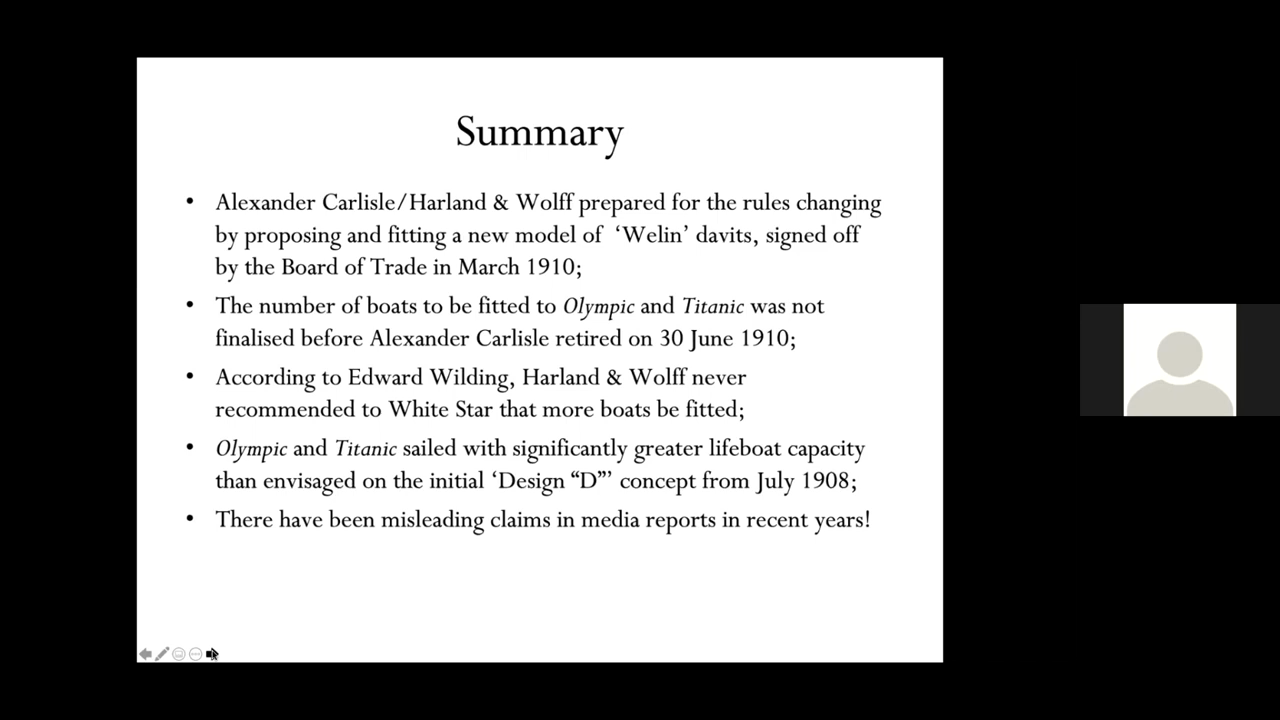 Summary
• Alexander Carlisle/Harland & Wolff prepared for the rules changing
by proposing and fitting a new model of ‘Welin’ davits, signed off
by the Board of Trade in March 1910;
• The number of boats to be fitted to Olympic and Titanic was not
finalised before Alexander Carlisle retired on 30 June 1910;
• According to Edward Wilding, Harland & Wolff never
recommended to White Star that more boats be fitted;
• Olympic and Titanic sailed with significantly greater lifeboat capacity
than envisaged on the initial ‘Design “D”’ concept from July 1908;
• There have been misleading claims in media reports in recent years!